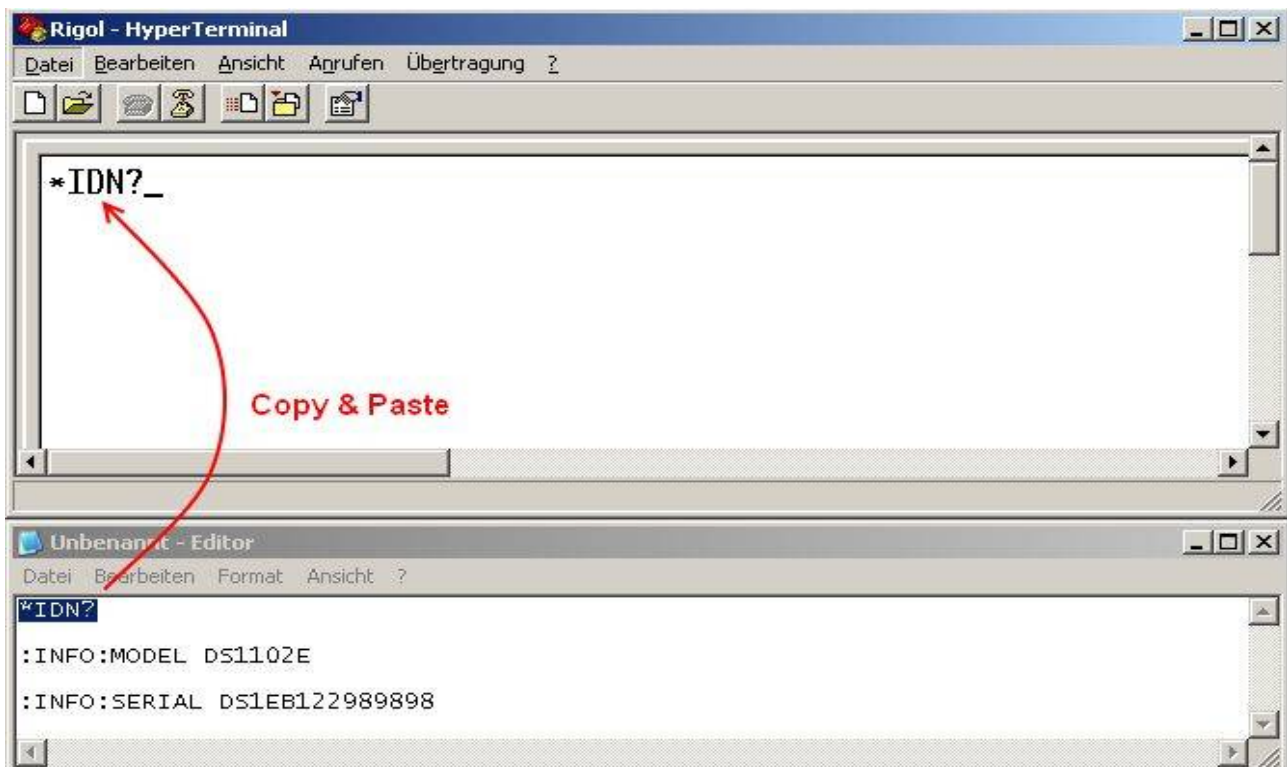 Rigol - HyperTerminal
Datei Bearbeiten Ansicht Anrufen Übertragung ?
*IDN?_
Copy & Paste
Unbenannt - Editor
Datei Bearbeiten Format Ansicht ?
*IDN?
:INFO:MODEL DS1102E
:INFO:SERIAL DS1EB122989898